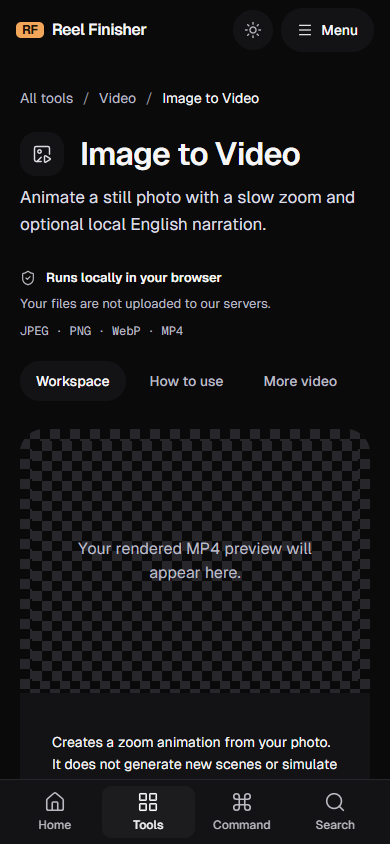 RF Reel Finisher
Menu
All tools / Video / Image to Video
Image to Video
Animate a still photo with a slow zoom and
optional local English narration.
Runs locally in your browser
Your files are not uploaded to our servers.
JPEG · PNG · WebP · MP4
Workspace How to use More video
Your rendered MP4 preview will
appear here.
Creates a zoom animation from your photo.
It does not generate new scenes or simulate
Home Tools Command Search